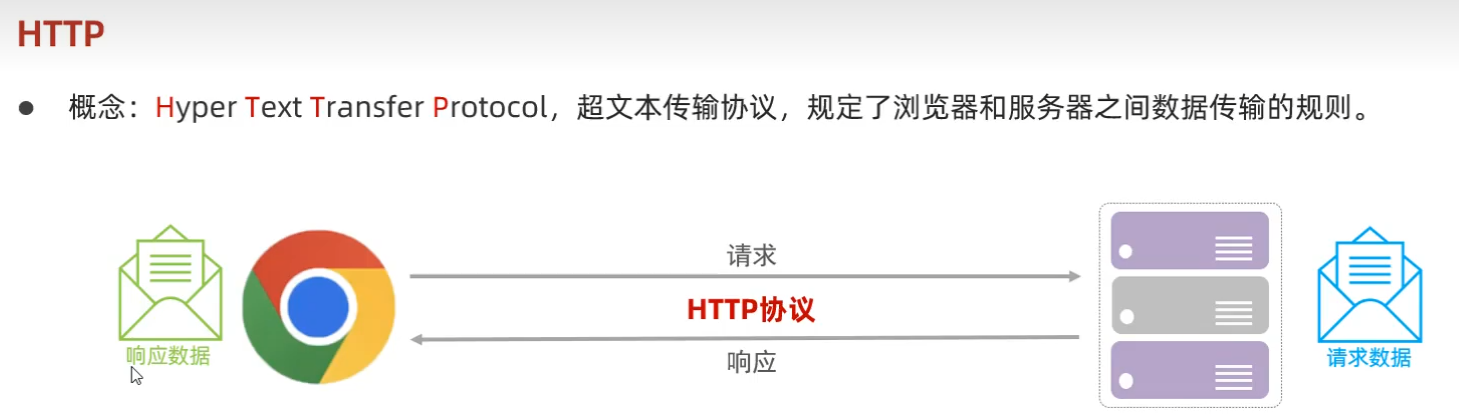 HTTP
● 概念：Hyper Text Transfer Protocol，超文本传输协议，规定了浏览器和服务器之间数据传输的规则。
请求
HTTP协议
响应
响应数据
请求数据